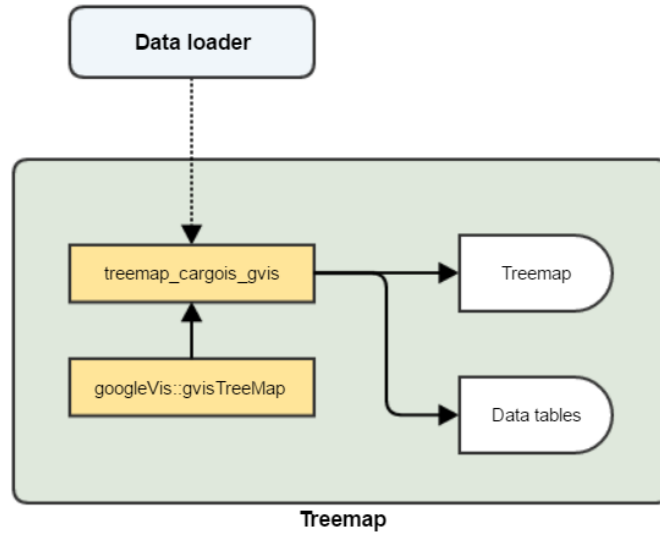 Data loader
treemap_cargois_gvis
Treemap
googleVis::gvisTreeMap
Data tables
Treemap